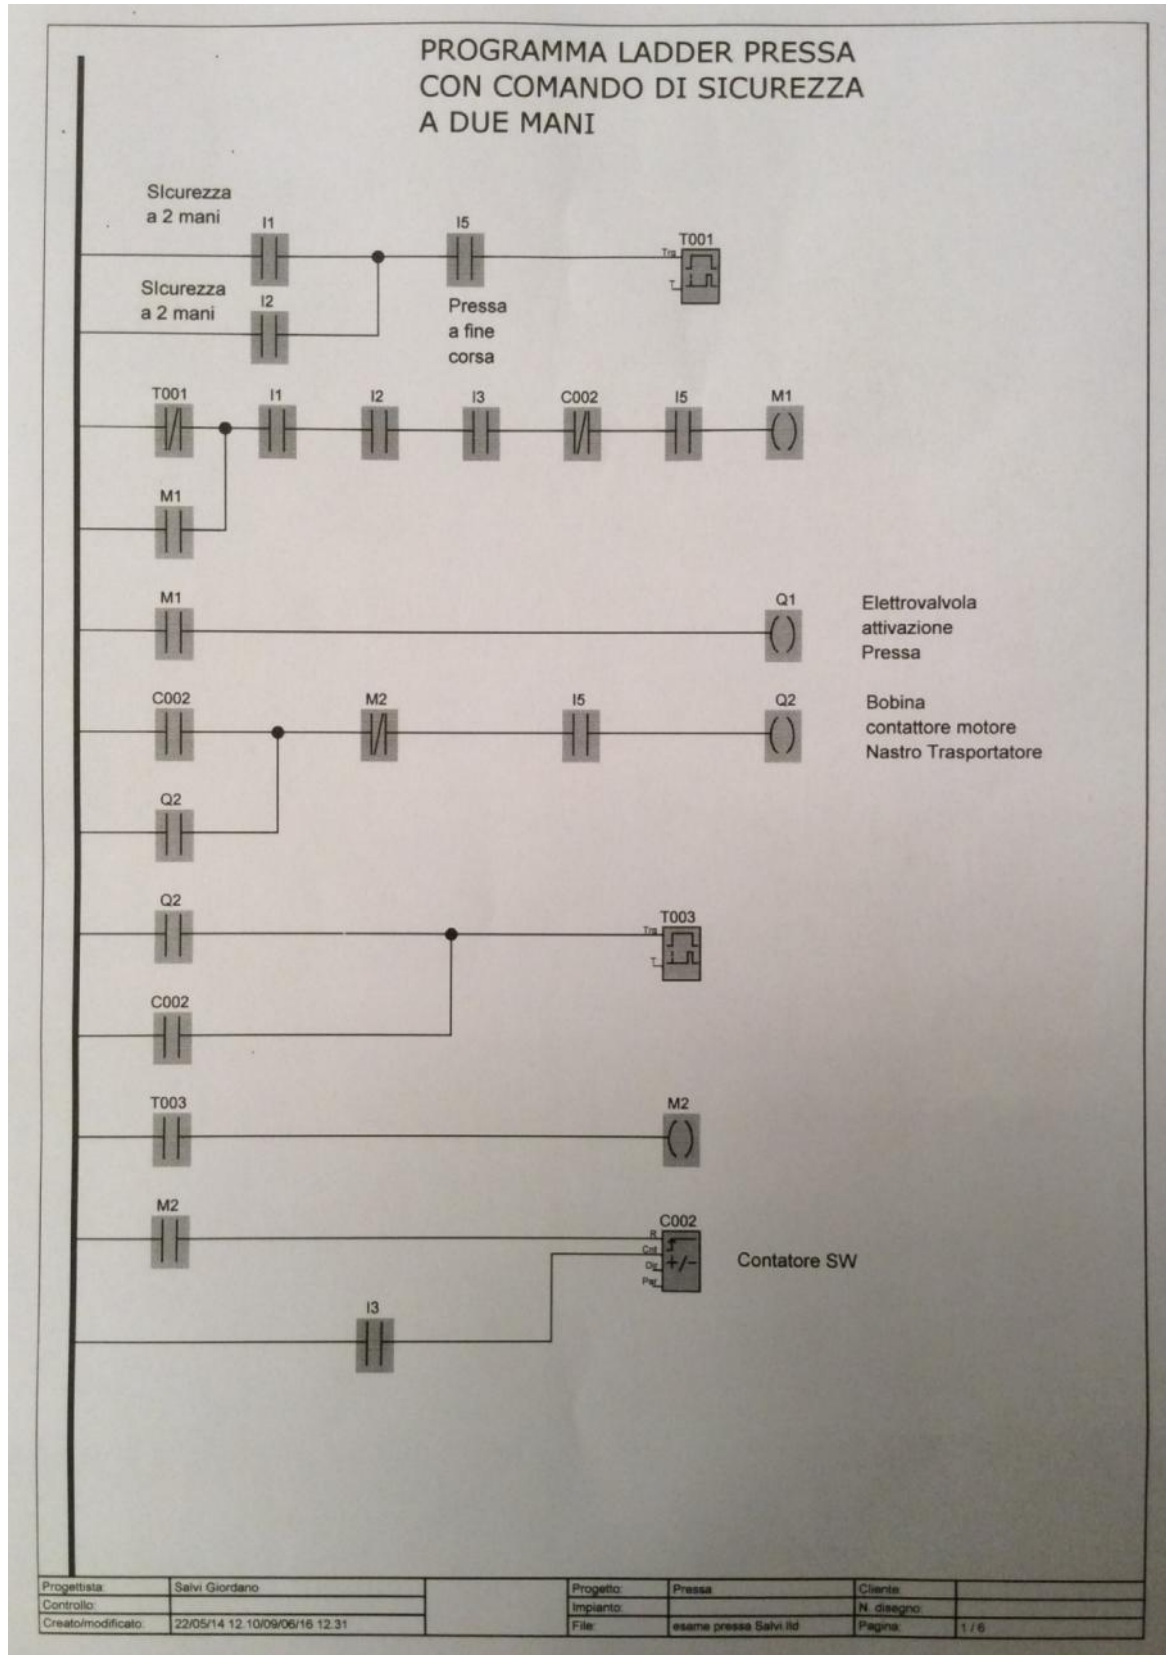 PROGRAMMA LADDER PRESSA
CON COMANDO DI SICUREZZA
A DUE MANI
SIcurezza
a 2 mani
I1
I5
T001
Trg
T
SIcurezza
a 2 mani
I2
Pressa
a fine
corsa
T001
I1
I2
I3
C002
I5
M1
M1
M1
Q1
Elettrovalvola
attivazione
Pressa
C002
M2
I5
Q2
Bobina
contattore motore
Nastro Trasportatore
Q2
Q2
T003
Trg
T
C002
T003
M2
M2
C002
R
Cnt
Dir
Par
+/-
Contatore SW
I3
Progettista: Salvi Giordano Progetto: Pressa Cliente:
Controllo: Impianto: N. disegno:
Creato/modificato: 22/05/14 12.10/09/06/16 12.31 File: esame pressa Salvi.lld Pagina: 1 / 6